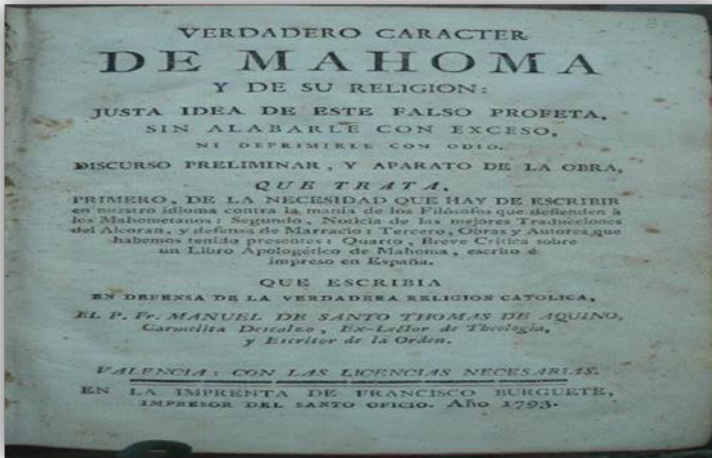 VERDADERO CARACTER
DE MAHOMA
Y DE SU RELIGION:
JUSTA IDEA DE ESTE FALSO PROFETA,
SIN ALABARLE CON EXCESO,
NI DEPRIMIRLE CON ODIO.
DISCURSO PRELIMINAR, Y APARATO DE LA OBRA,
QUE TRATA,
PRIMERO, DE LA NECESIDAD QUE HAY DE ESCRIBIR
en nuestro idioma contra la mania de los Filósofos que defienden à
los Mahometanos: Segundo, Noticia de las mejores Traducciones
del Alcoran, y defensa de Marracio: Tercero, Obras y Autores que
habemos tenido presentes: Quarto, Breve Crítica sobre
un Libro Apologético de Mahoma, escrito é
impreso en España.
QUE ESCRIBIA
EN DEFENSA DE LA VERDADERA RELIGION CATOLICA,
EL P. Fr. MANUEL DE SANTO THOMAS DE AQUINO,
Carmelita Descalzo, Ex-Lector de Theologia,
y Escritor de la Orden.
VALENCIA: CON LAS LICENCIAS NECESARIAS.
EN LA IMPRENTA DE FRANCISCO BURGUETE,
IMPRESOR DEL SANTO OFICIO. Año 1793.